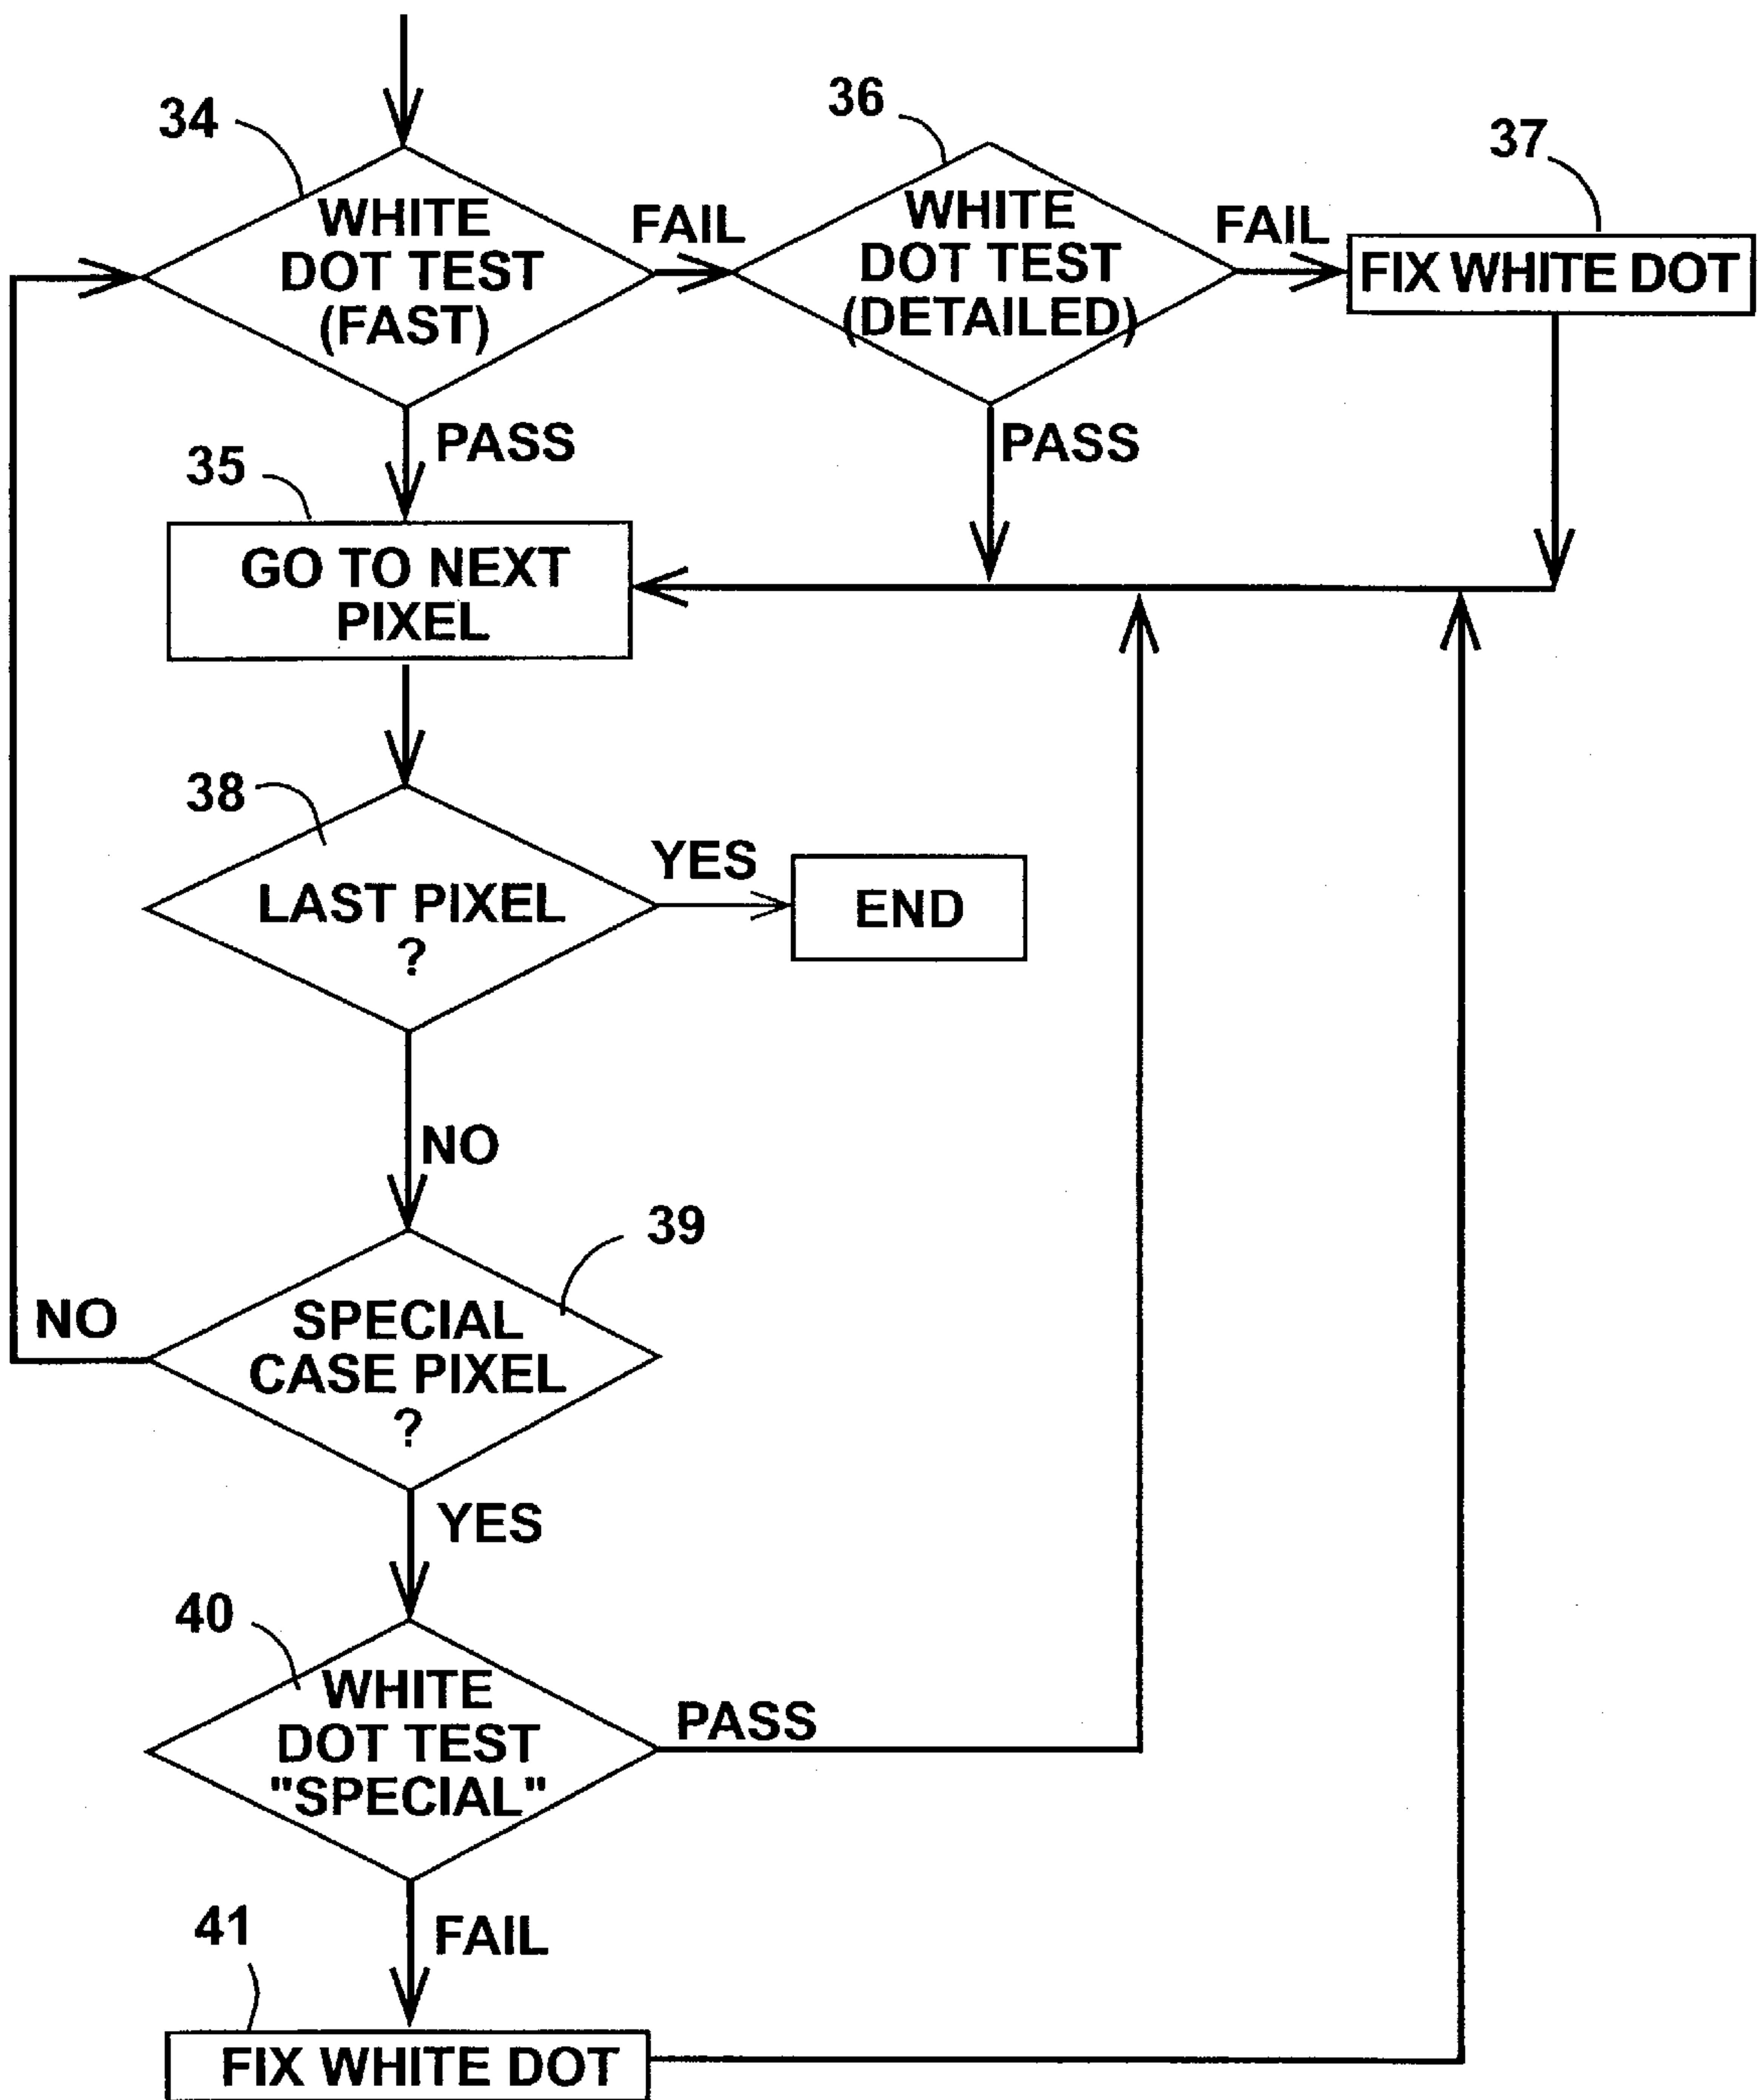 34
WHITE
DOT TEST
(FAST)
FAIL
36
WHITE
DOT TEST
(DETAILED)
FAIL
37
FIX WHITE DOT
PASS
PASS
35
GO TO NEXT
PIXEL
38
LAST PIXEL
?
YES
END
NO
39
SPECIAL
CASE PIXEL
?
NO
YES
40
WHITE
DOT TEST
"SPECIAL"
PASS
FAIL
41
FIX WHITE DOT